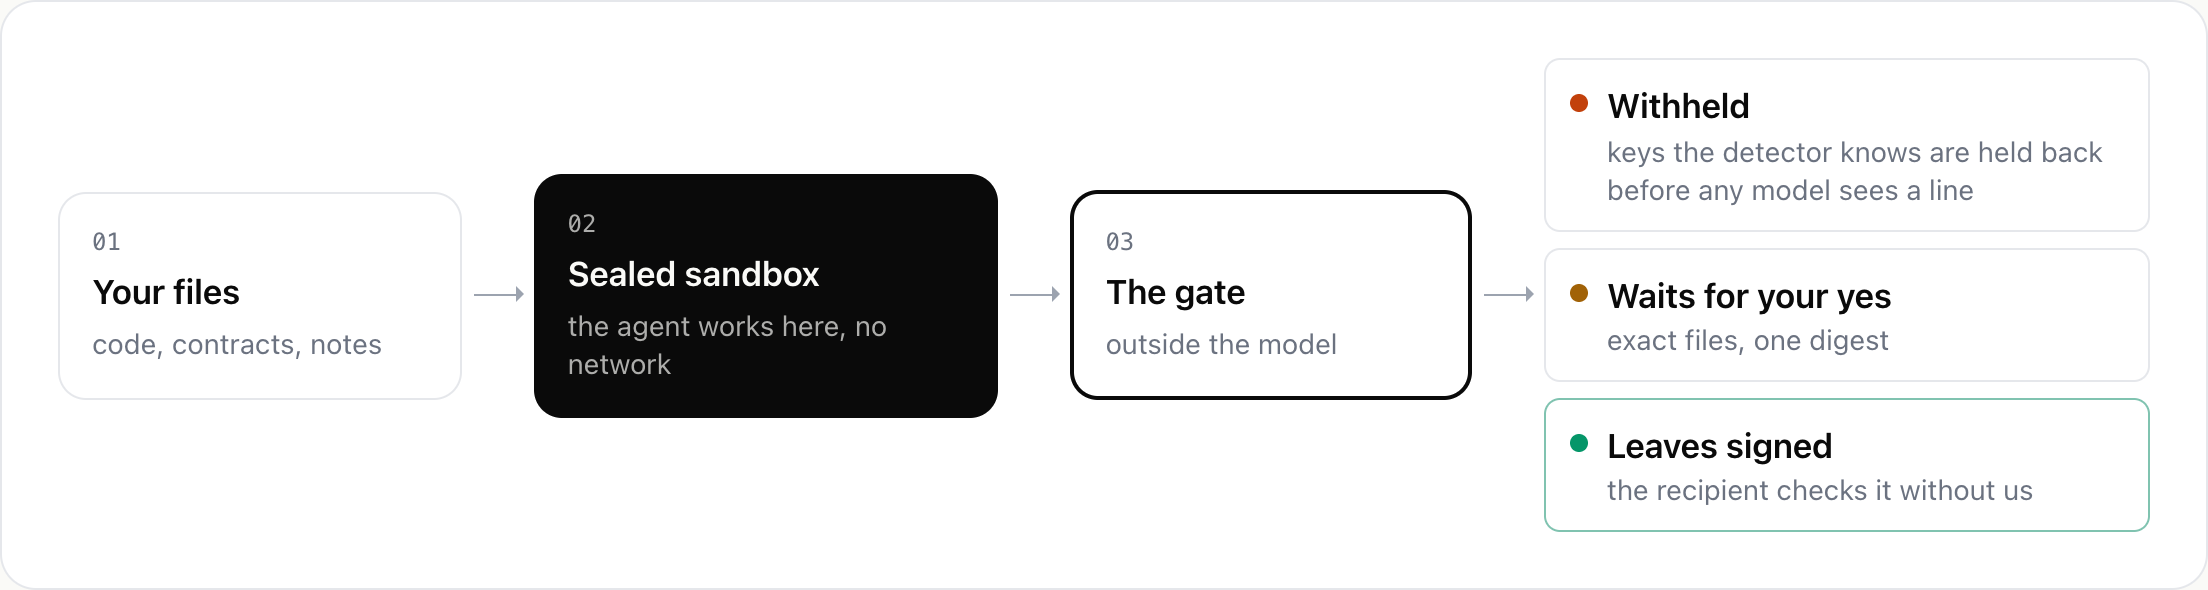 01
Your files
code, contracts, notes
02
Sealed sandbox
the agent works here, no
network
03
The gate
outside the model
Withheld
keys the detector knows are held back
before any model sees a line
Waits for your yes
exact files, one digest
Leaves signed
the recipient checks it without us